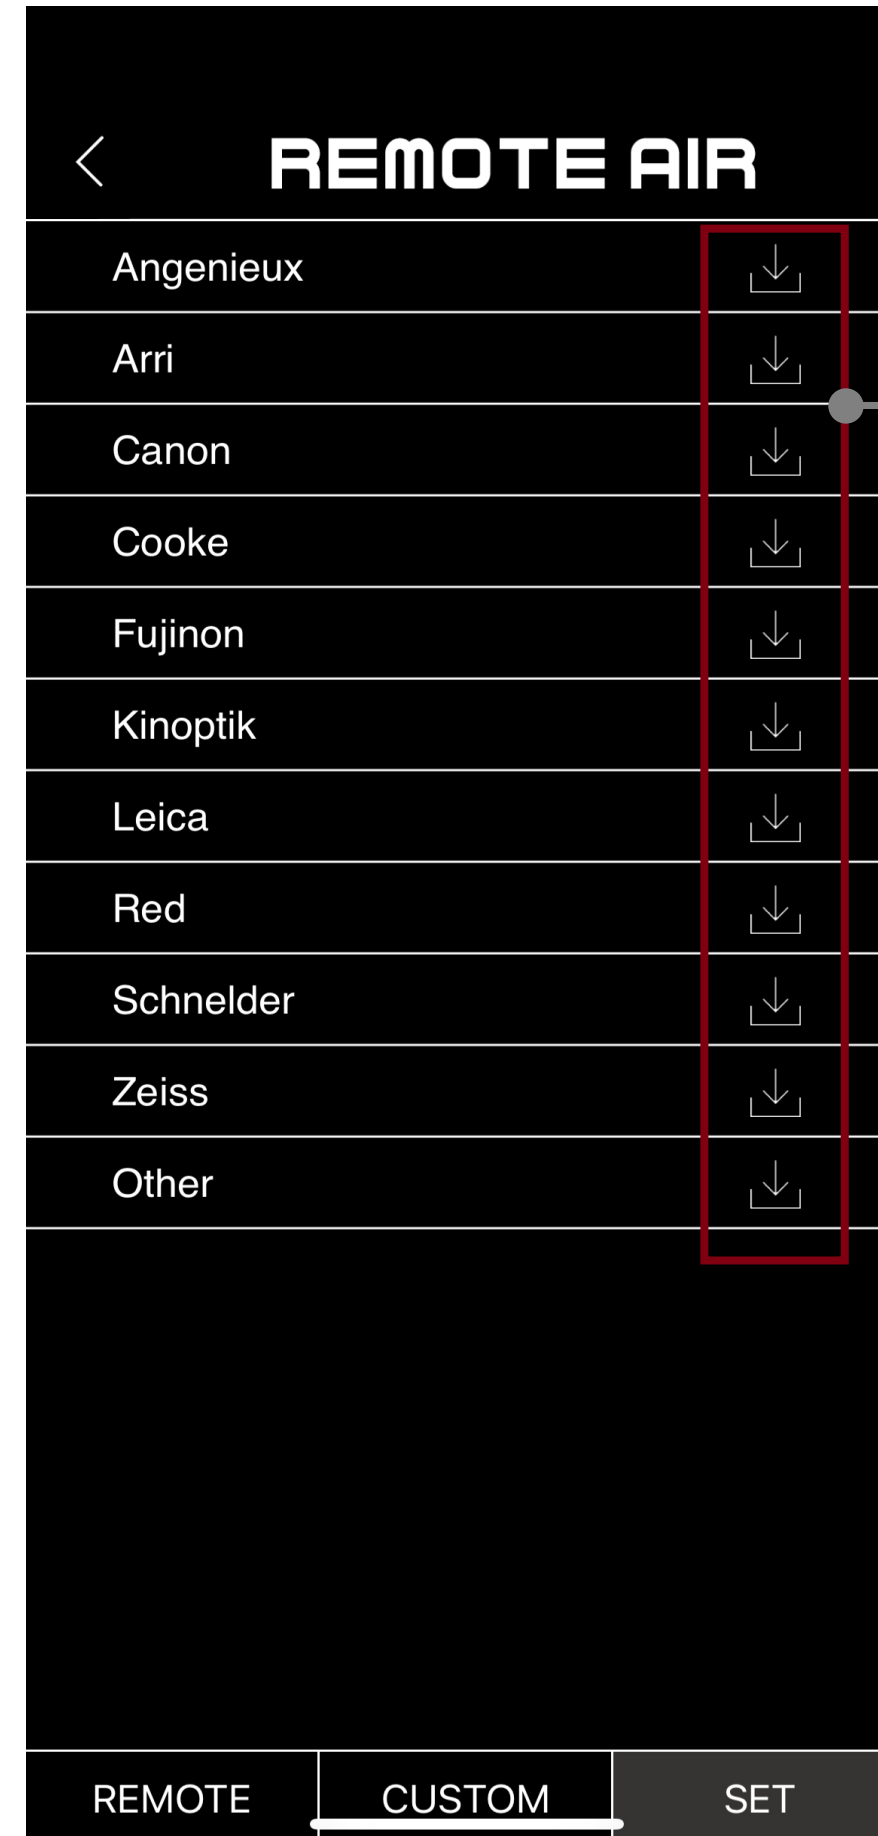 REMOTE AIR
Angenieux
Arri
Canon
Cooke
Fujinon
Kinoptik
Leica
Red
Schnelder
Zeiss
Other
REMOTE CUSTOM SET